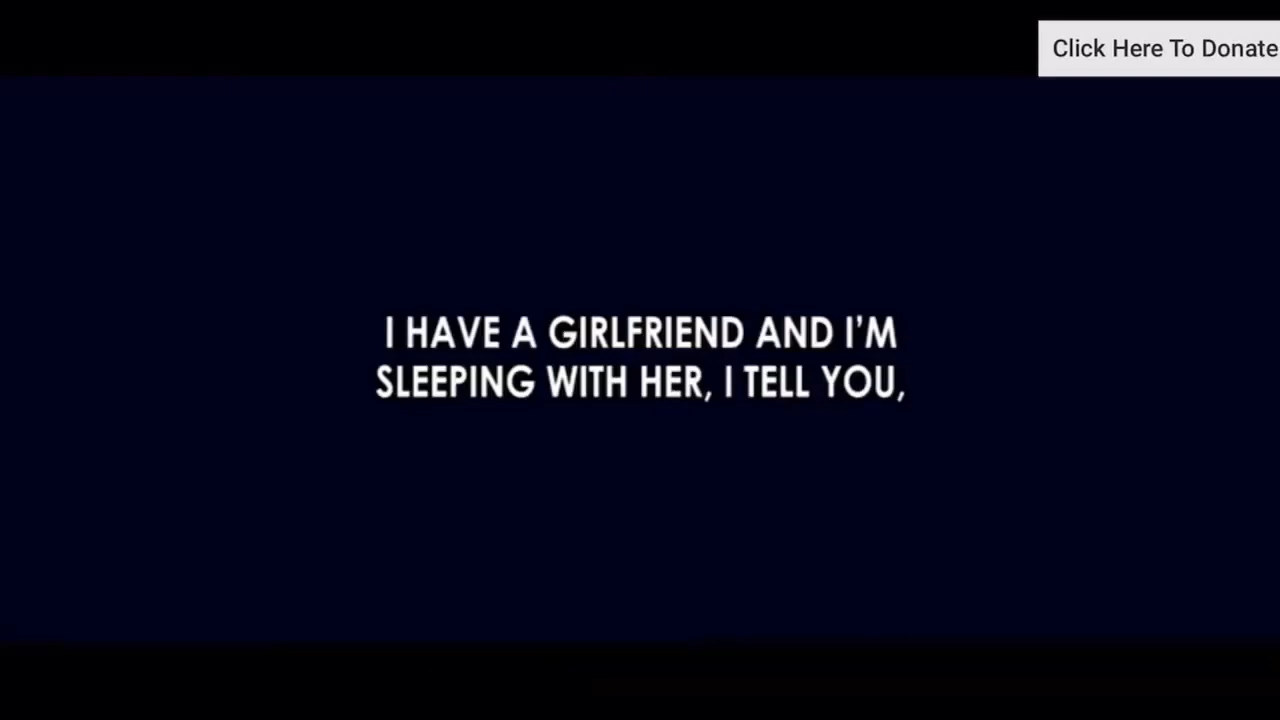 Click Here To Donate
I HAVE A GIRLFRIEND AND I'M
SLEEPING WITH HER, I TELL YOU,